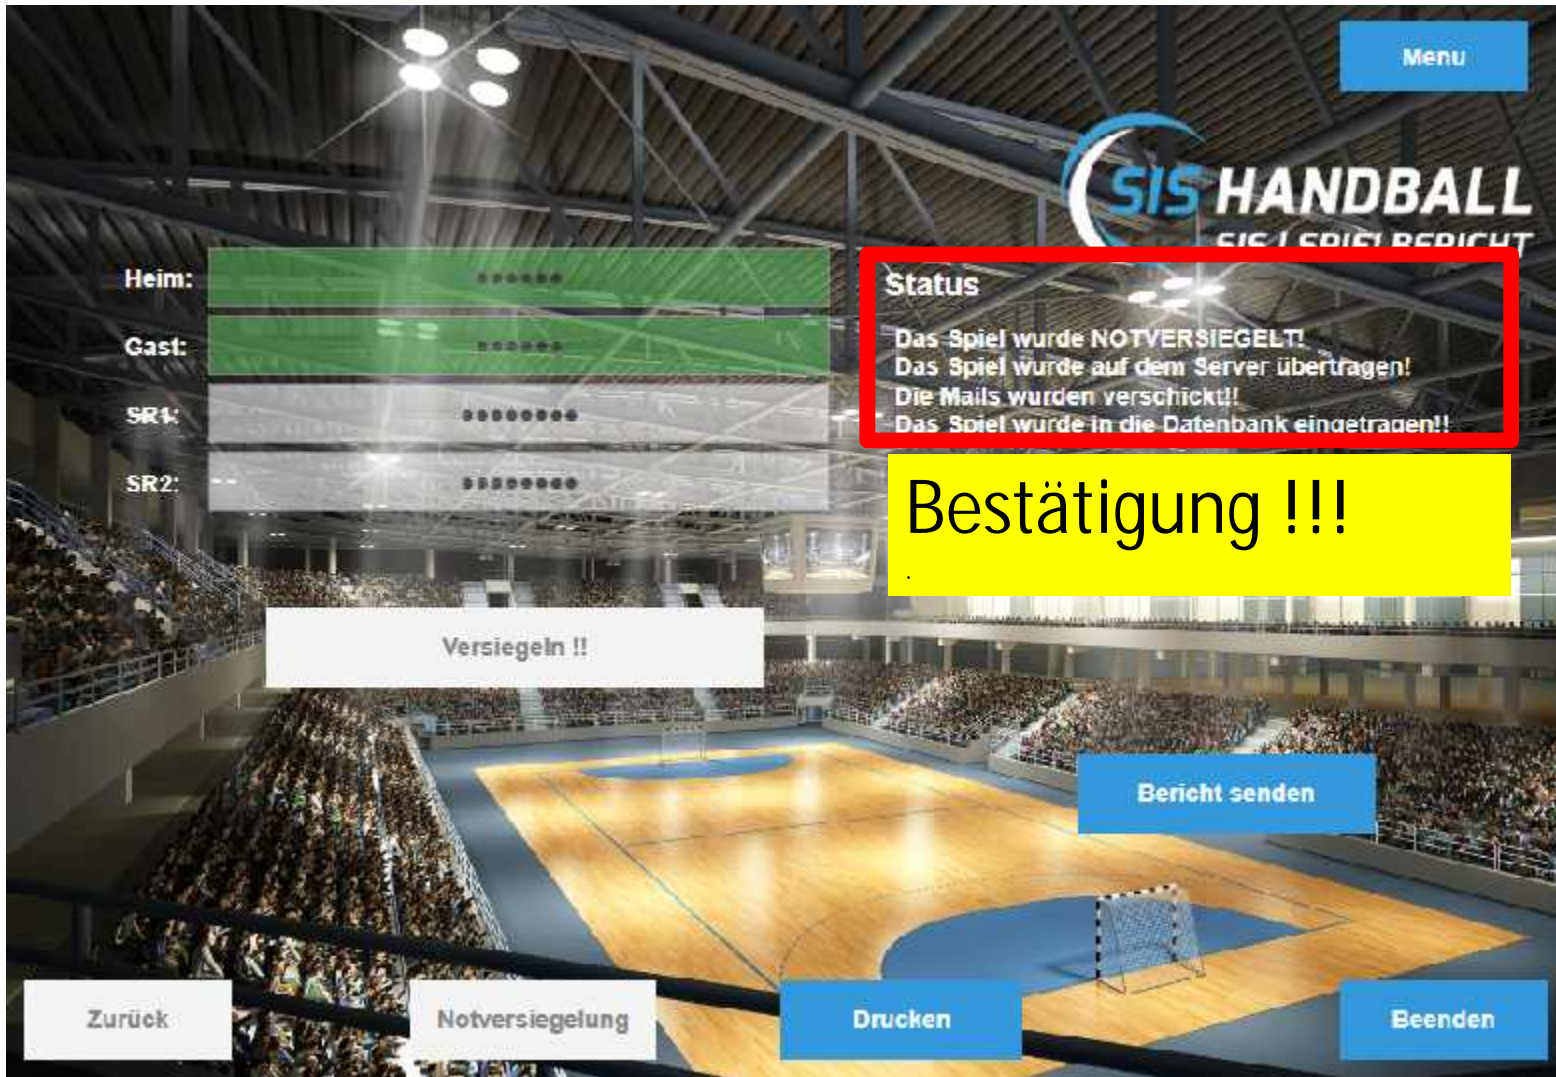 Menu
SIS HANDBALL
SIS / SPIELBERICHT
Heim:
Gast:
SR1:
SR2:
Status
Das Spiel wurde NOTVERSIEGELT!
Das Spiel wurde auf dem Server übertragen!
Die Mails wurden verschickt!!
Das Spiel wurde in die Datenbank eingetragen!!
Bestätigung !!!
.
Versiegeln !!
Bericht senden
Zurück
Notversiegelung
Drucken
Beenden